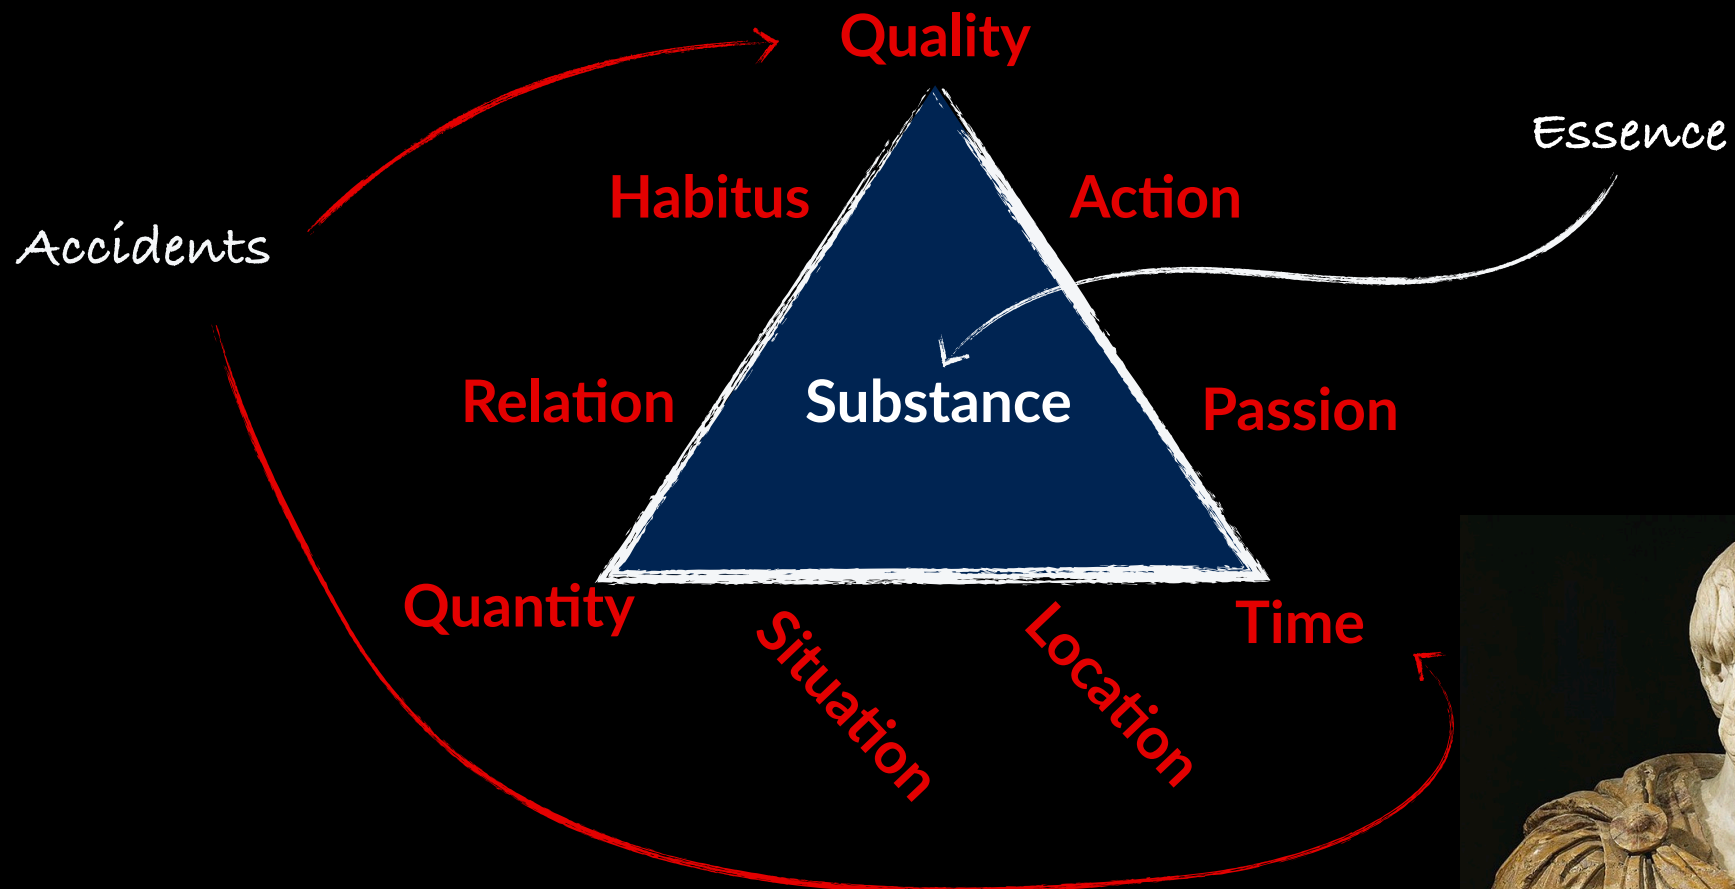 Quality
Essence
Habitus
Action
Accidents
Relation
Substance
Passion
Quantity
Situation
Location
Time